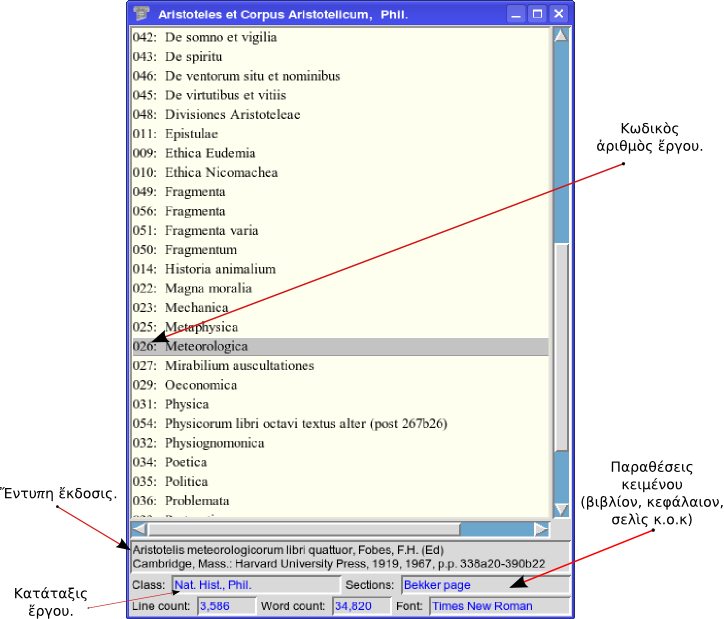 Aristoteles et Corpus Aristotelicum, Phil.
042: De somno et vigilia
043: De spiritu
046: De ventorum situ et nominibus
045: De virtutibus et vitiis
048: Divisiones Aristoteleae
011: Epistulae
009: Ethica Eudemia
010: Ethica Nicomachea
049: Fragmenta
056: Fragmenta
051: Fragmenta varia
050: Fragmentum
014: Historia animalium
022: Magna moralia
023: Mechanica
025: Metaphysica
026: Meteorologica
027: Mirabilium auscultationes
029: Oeconomica
031: Physica
054: Physicorum libri octavi textus alter (post 267b26)
032: Physiognomonica
034: Poetica
035: Politica
036: Problemata
Aristotelis meteorologicorum libri quattuor, Fobes, F.H. (Ed)
Cambridge, Mass.: Harvard University Press, 1919, 1967, p.p. 338a20-390b22
Class: Nat. Hist., Phil. Sections: Bekker page
Line count: 3,586 Word count: 34,820 Font: Times New Roman
Κωδικὸς
ἀριθμὸς ἔργου.
Ἔντυπη ἔκδοσις.
Παραθέσεις
κειμένου
(βιβλίον, κεφάλαιον,
σελὶς κ.ο.κ)
Κατάταξις
ἔργου.